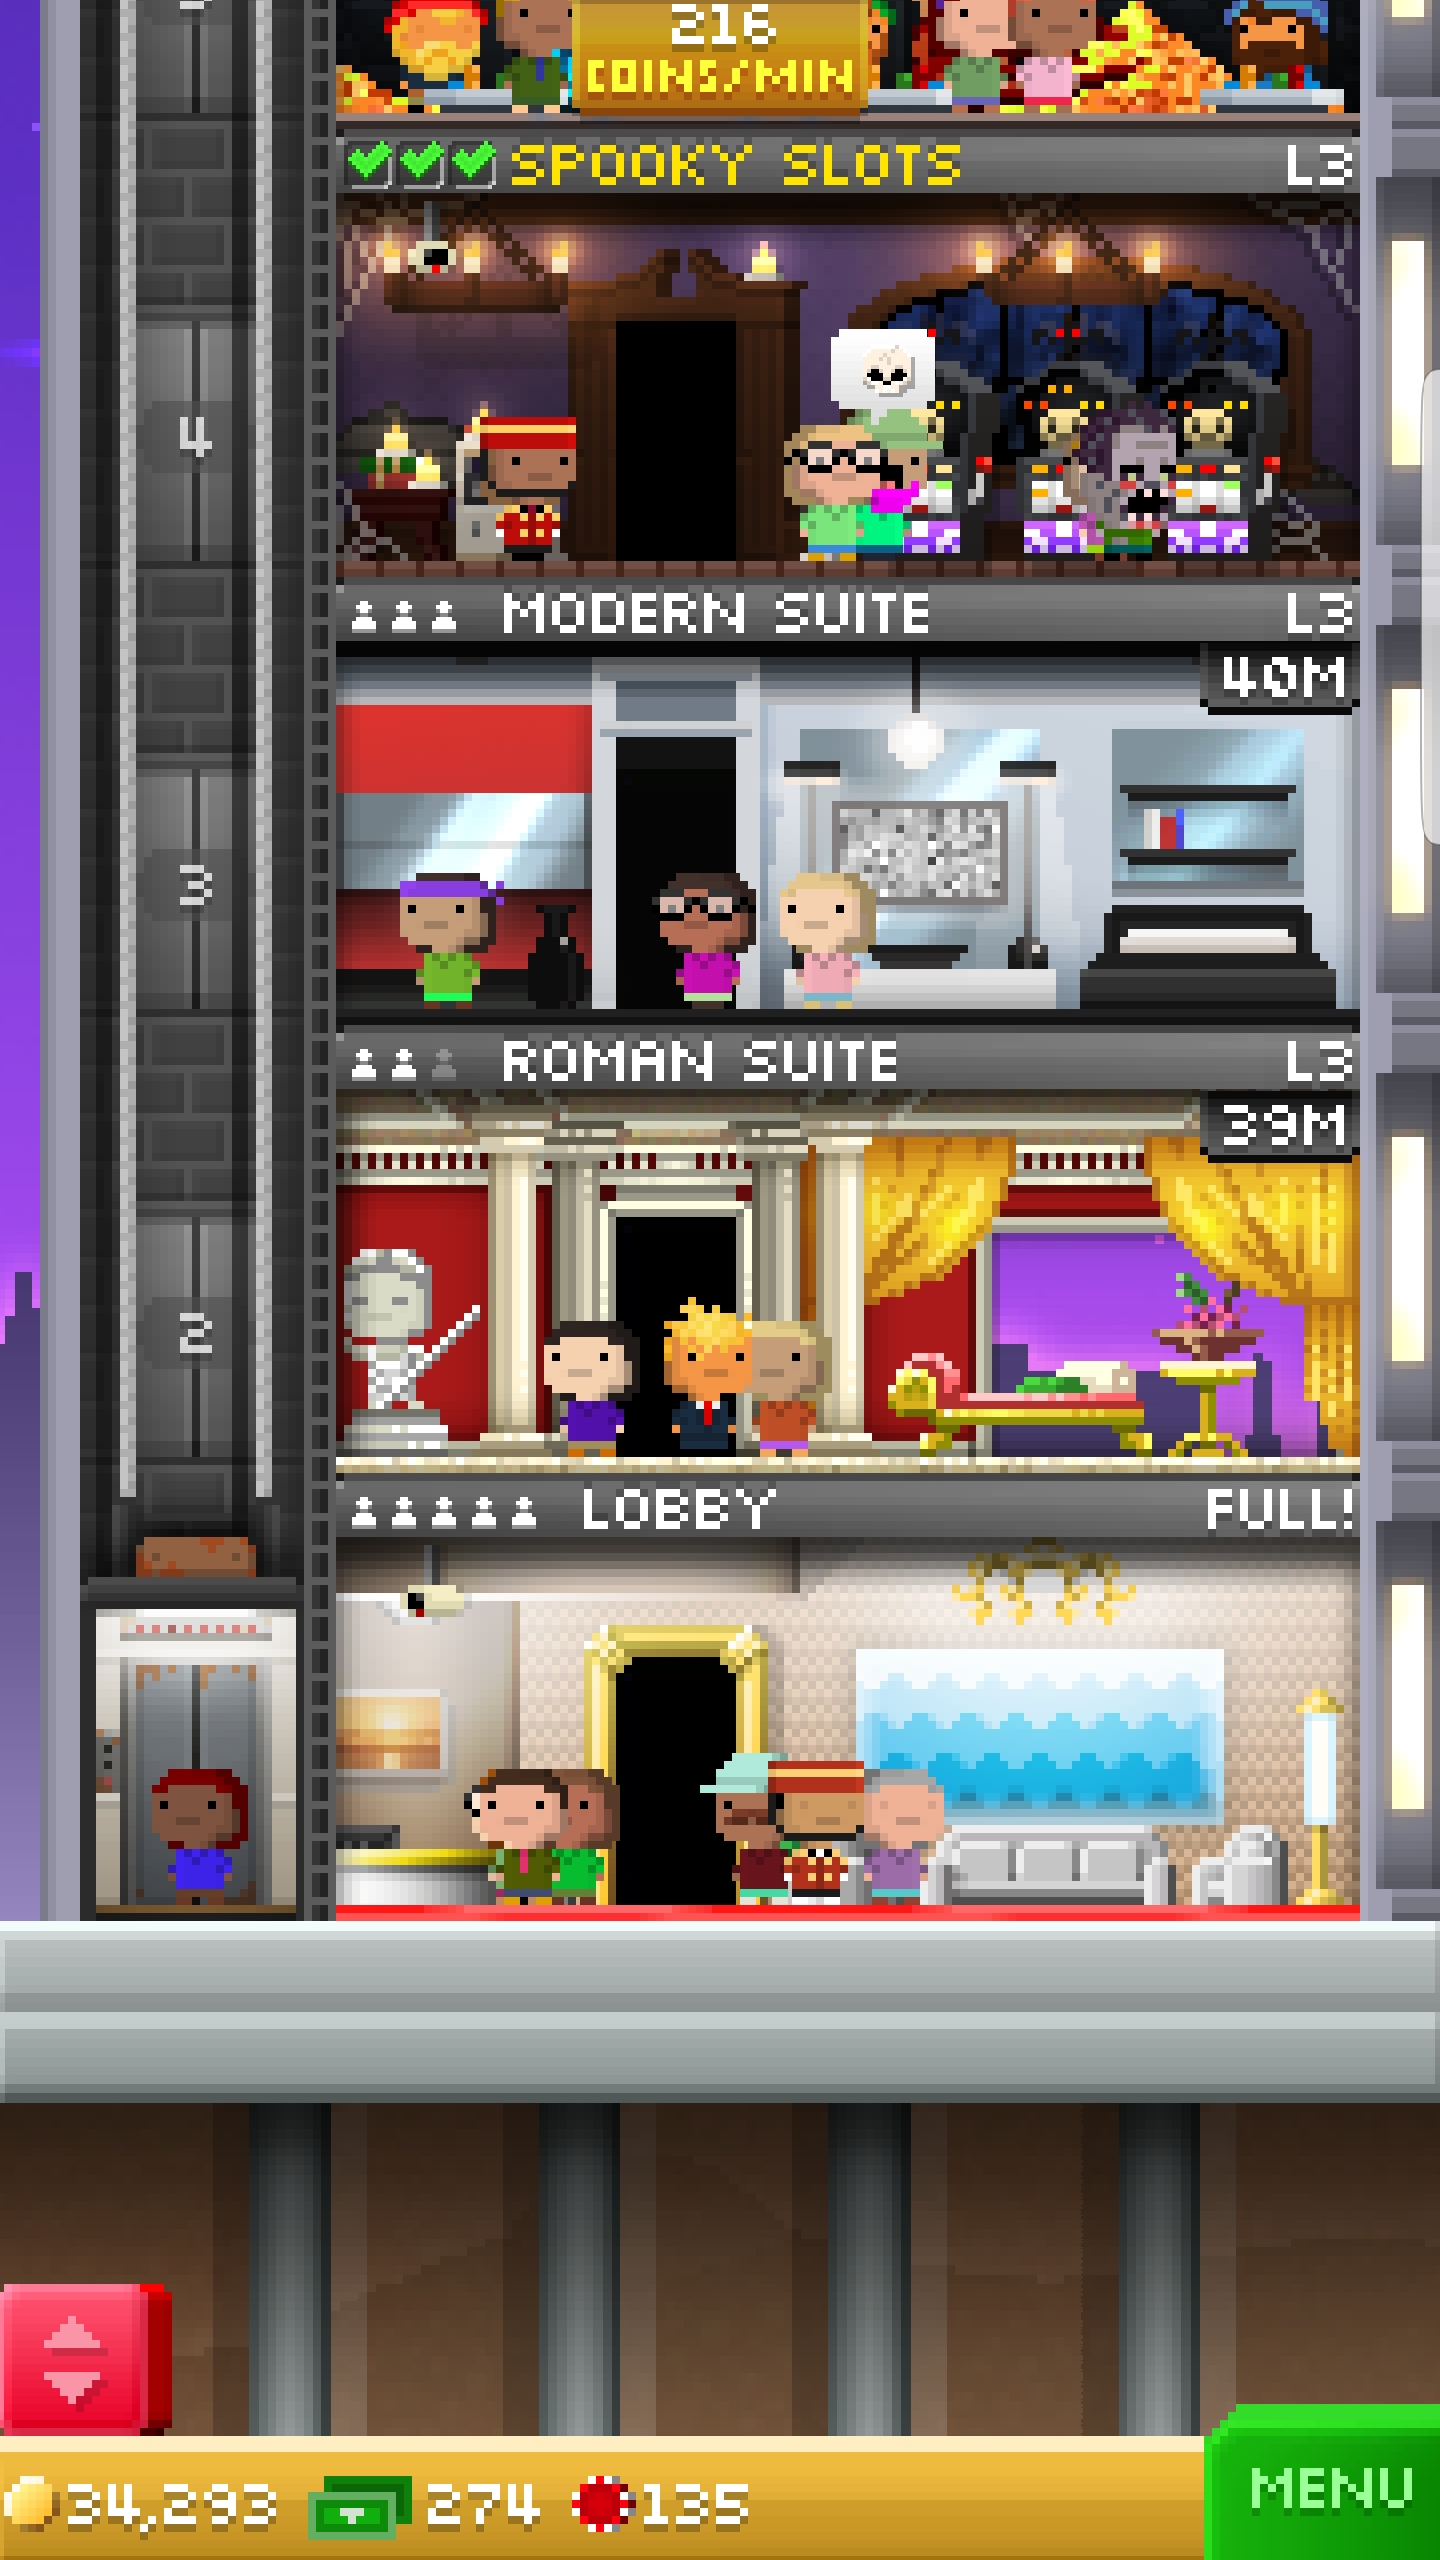 216
COINS/MIN
SPOOKY SLOTS L3
4
MODERN SUITE L3
40M
3
ROMAN SUITE L3
39M
2
LOBBY FULL!
34,293 274 135
MENU